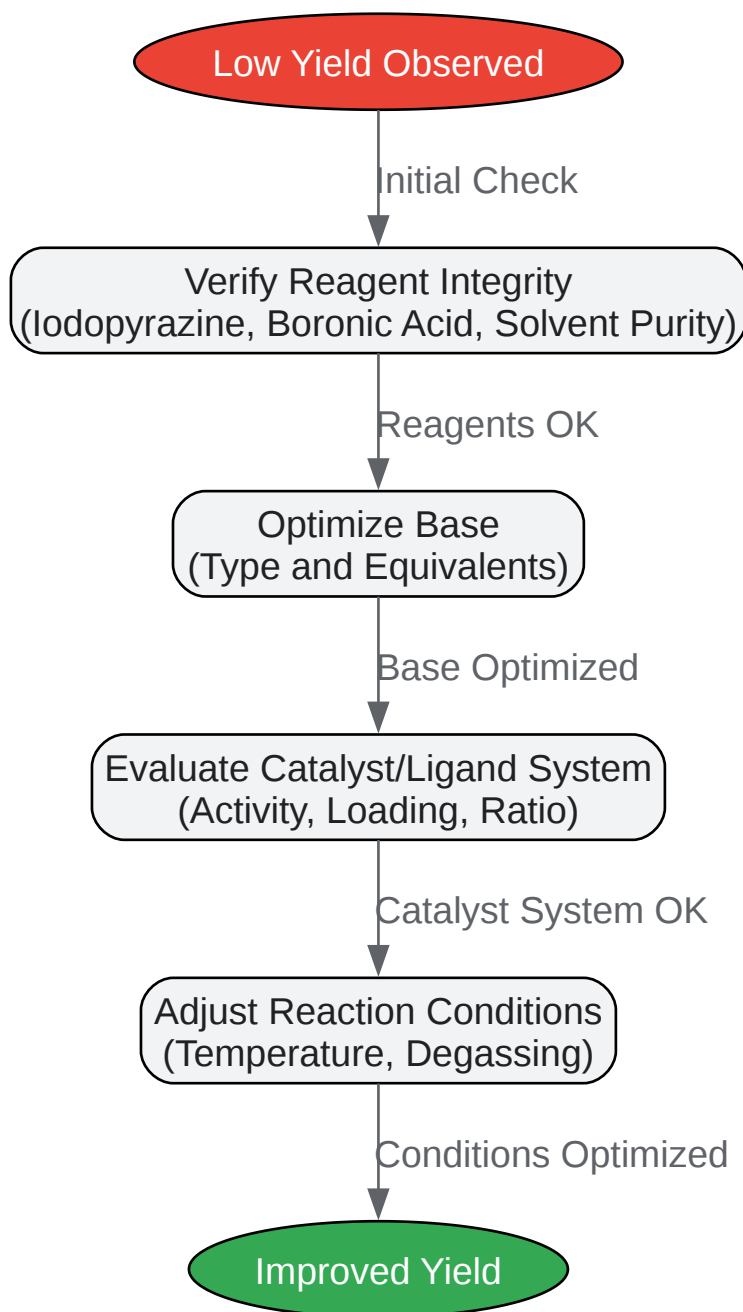 Low Yield Observed
Initial Check
Verify Reagent Integrity
(Iodopyrazine, Boronic Acid, Solvent Purity)
Reagents OK
Optimize Base
(Type and Equivalents)
Base Optimized
Evaluate Catalyst/Ligand System
(Activity, Loading, Ratio)
Catalyst System OK
Adjust Reaction Conditions
(Temperature, Degassing)
Conditions Optimized
Improved Yield